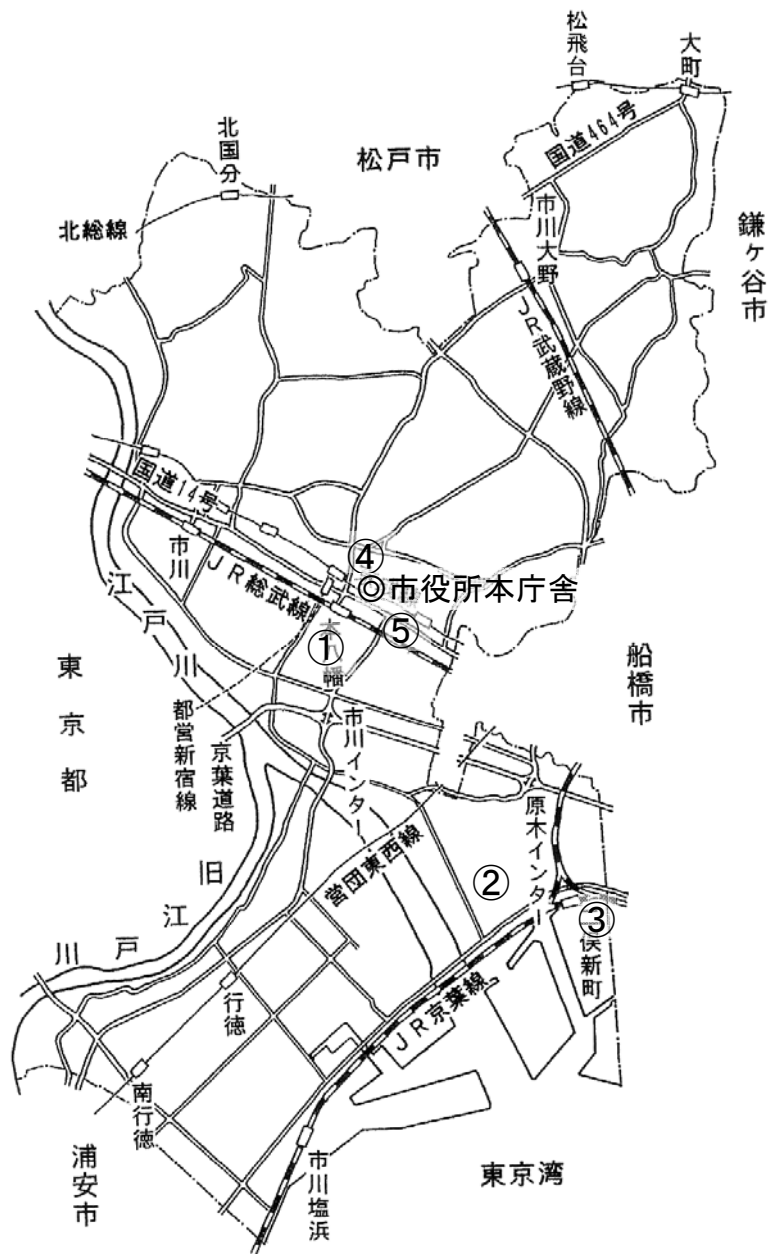 松飛台
大町
国道464号
北国分
松戸市
北総線
市川大野
鎌ヶ谷市
JR武蔵野線
国道14号
市川
JR総武線
④
◎市役所本庁舎
⑤
①
江戸川
東京都
船橋市
都営新宿線
京葉道路
市川インター
原木インター
営団東西線
②
③
俣新町
旧江戸川
行徳
JR京葉線
南行徳
市川塩浜
浦安市
東京湾